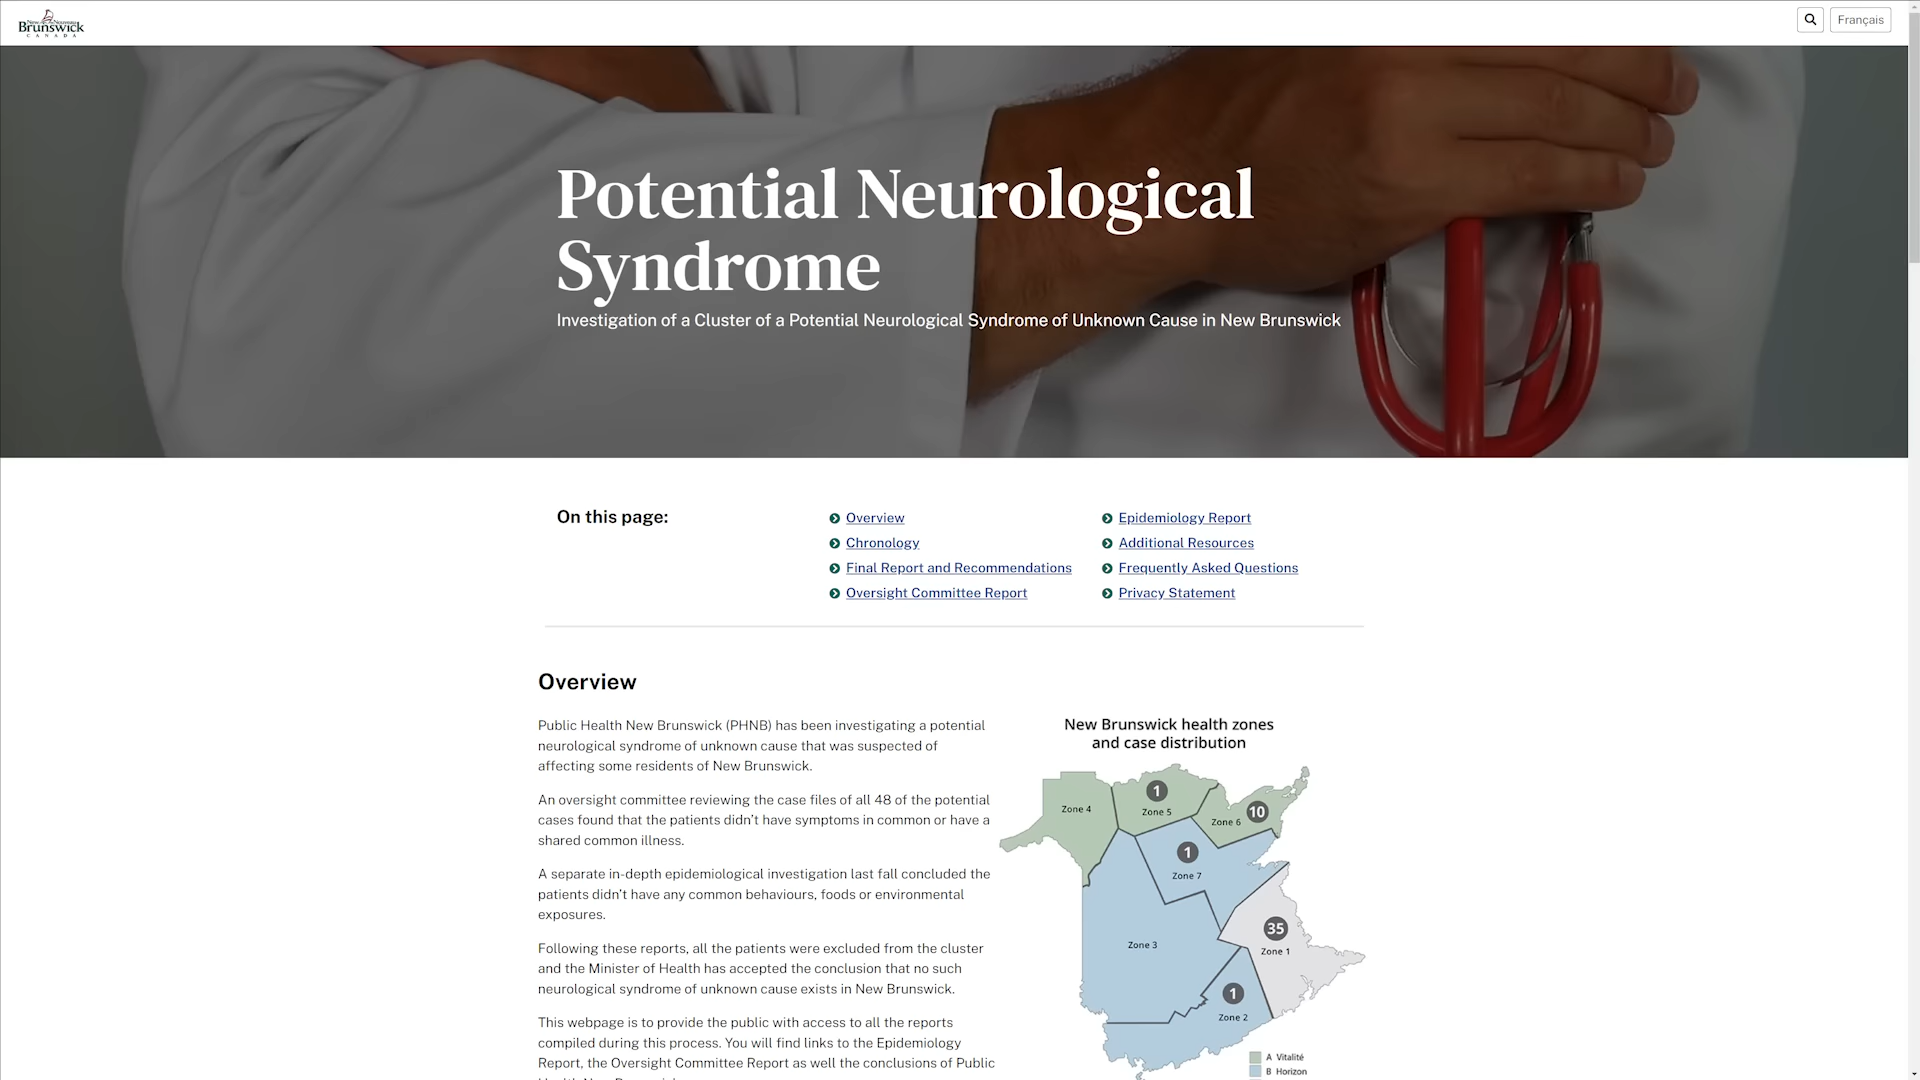 New Nouveau
Brunswick
CANADA
Français
Potential Neurological
Syndrome
Investigation of a Cluster of a Potential Neurological Syndrome of Unknown Cause in New Brunswick
On this page:
Overview
Chronology
Final Report and Recommendations
Oversight Committee Report
Epidemiology Report
Additional Resources
Frequently Asked Questions
Privacy Statement
Overview
Public Health New Brunswick (PHNB) has been investigating a potential
neurological syndrome of unknown cause that was suspected of
affecting some residents of New Brunswick.
An oversight committee reviewing the case files of all 48 of the potential
cases found that the patients didn’t have symptoms in common or have a
shared common illness.
A separate in-depth epidemiological investigation last fall concluded the
patients didn’t have any common behaviours, foods or environmental
exposures.
Following these reports, all the patients were excluded from the cluster
and the Minister of Health has accepted the conclusion that no such
neurological syndrome of unknown cause exists in New Brunswick.
This webpage is to provide the public with access to all the reports
compiled during this process. You will find links to the Epidemiology
Report, the Oversight Committee Report as well the conclusions of Public
New Brunswick health zones
and case distribution
Zone 4
1
Zone 5
10
Zone 6
1
Zone 7
35
Zone 1
Zone 3
1
Zone 2
A Vitalité
B Horizon